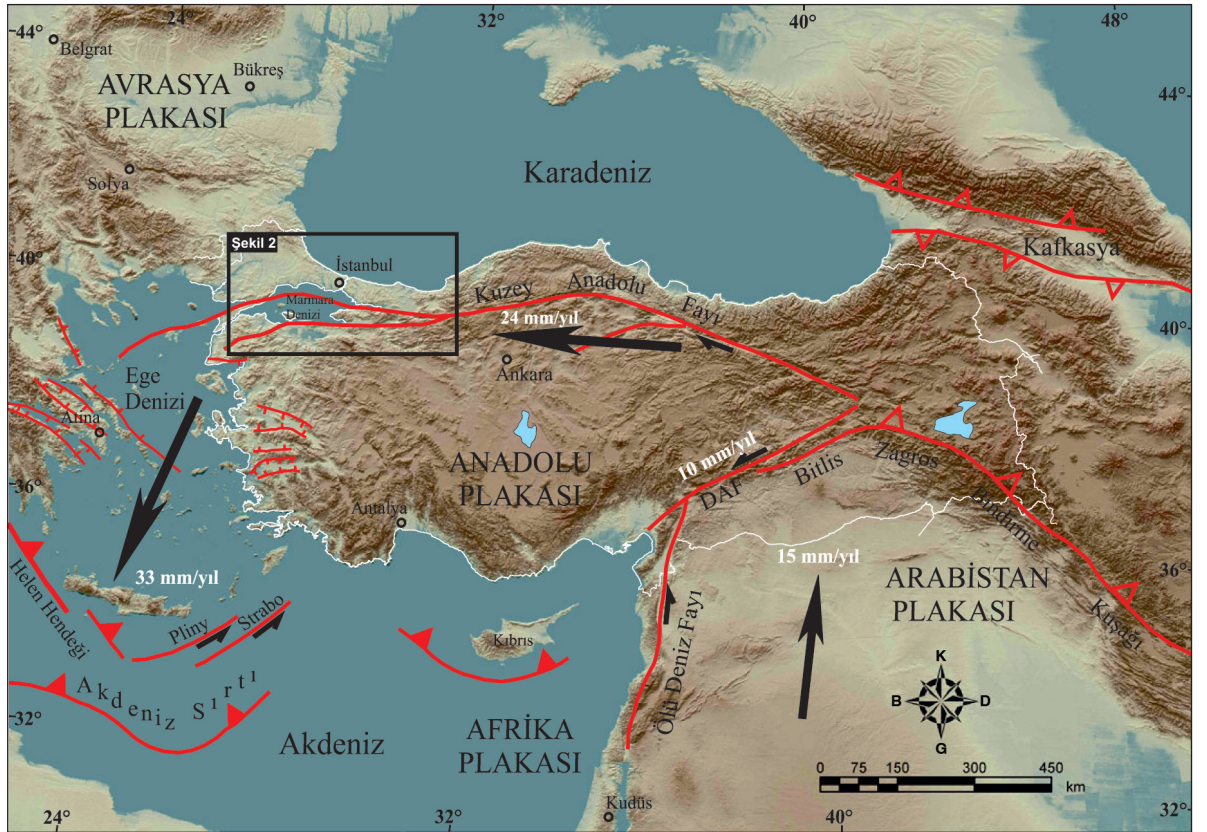 24°
32
40°
48°
44°
Belgrat
Bükreş
AVRASYA
PLAKASI
44°
Karadeniz
Solya
Şekil 2
Kafkasya
40°
İstanbul
Marmara
Denizi
Kuzey Anadolu Fayı
24 mm/yıl
40°
Ankara
Ege
Denizi
Atina
ANADOLU
PLAKASI
10 mm/yıl
DAF
Bitlis Zagros Bindirme Kuşağı
36°
Antalya
15 mm/yıl
36°
ARABİSTAN
PLAKASI
33 mm/yıl
Helen Hendeği
Pliny
Strabo
Kıbrıs
Ölü Deniz Fayı
Akdeniz Sırtı
K
B
D
G
32°
Akdeniz
AFRİKA
PLAKASI
0 75 150 300 450
km
Kudüs
24°
32°
40°
32°